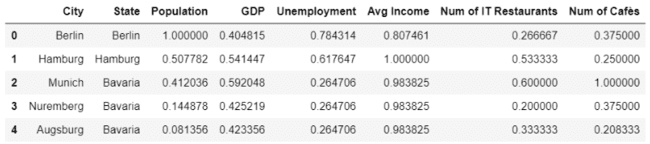 City State Population GDP Unemployment Avg Income Num of IT Restaurants Num of Cafès
0 Berlin Berlin 1.000000 0.404815 0.784314 0.807461 0.266667 0.375000
1 Hamburg Hamburg 0.507782 0.541447 0.617647 1.000000 0.533333 0.250000
2 Munich Bavaria 0.412036 0.592048 0.264706 0.983825 0.600000 1.000000
3 Nuremberg Bavaria 0.144878 0.425219 0.264706 0.983825 0.200000 0.375000
4 Augsburg Bavaria 0.081356 0.423356 0.264706 0.983825 0.333333 0.208333